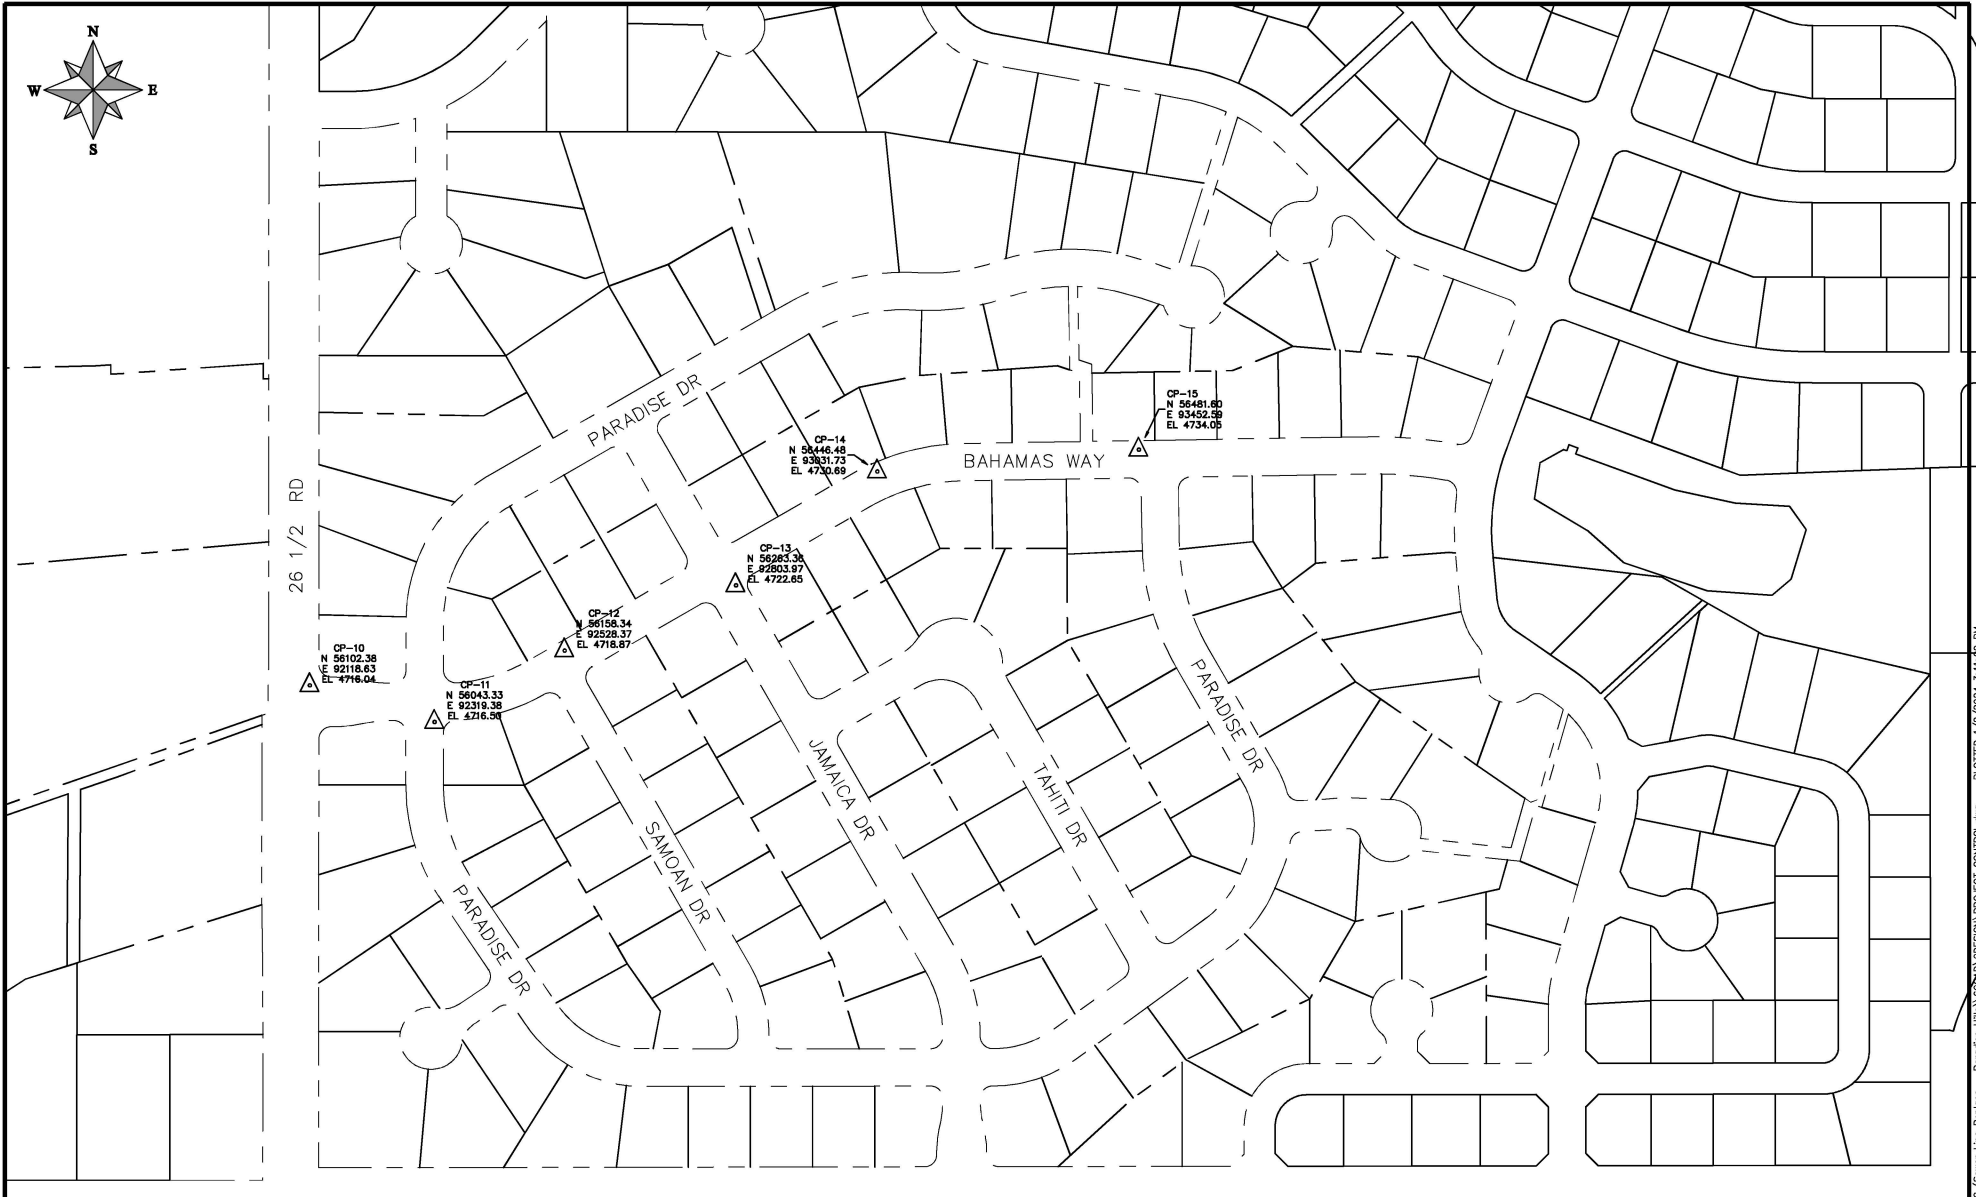 N
W E
S
CP-15
N 56481.60
E 93452.59
EL 4734.05
PARADISE DR
CP-14
N 56446.48
E 93031.73
EL 4730.69
BAHAMAS WAY
26 1/2 RD
CP-13
N 56263.36
E 92803.97
EL 4722.65
CP-12
N 56158.34
E 92528.37
EL 4718.87
CP-10
N 56102.38
E 92118.63
EL 4716.04
CP-11
N 56043.33
E 92319.38
EL 4716.50
PARADISE DR
JAMAICA DR
TAHITI DR
SAMOAN DR
PARADISE DR